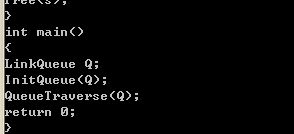 free(s);
}
int main()
{
LinkQueue Q;
InitQueue(Q);
QueueTraverse(Q);
return 0;
}